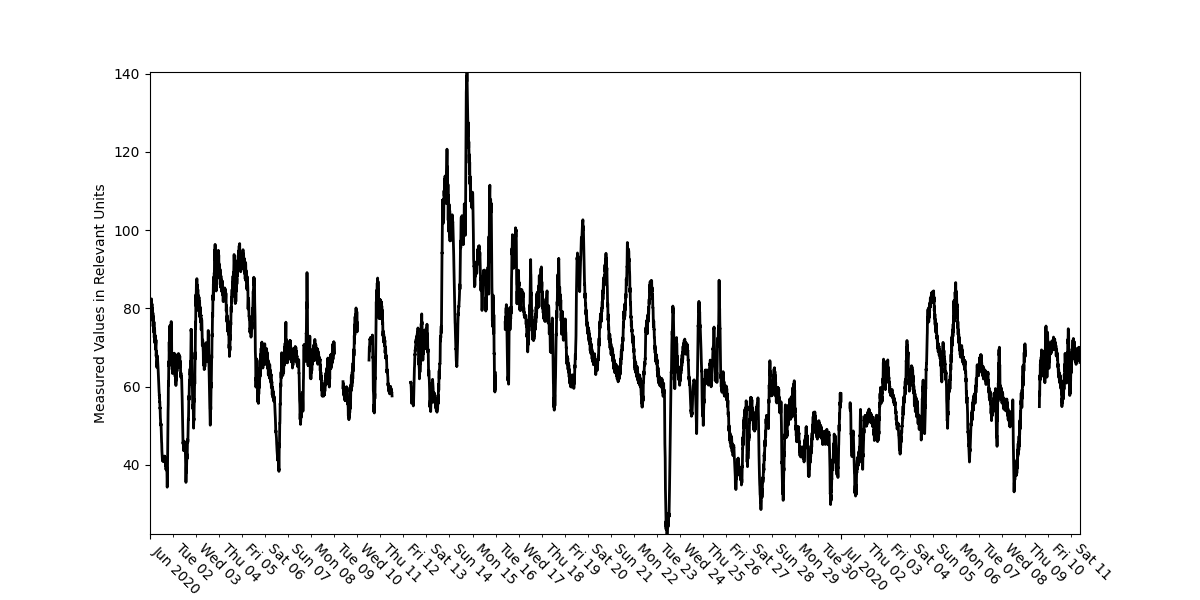 140
120
100
80
60
40
Measured Values in Relevant Units
Jun 2020
Tue 02
Wed 03
Thu 04
Fri 05
Sat 06
Sun 07
Mon 08
Tue 09
Wed 10
Thu 11
Fri 12
Sat 13
Sun 14
Mon 15
Tue 16
Wed 17
Thu 18
Fri 19
Sat 20
Sun 21
Mon 22
Tue 23
Wed 24
Thu 25
Fri 26
Sat 27
Sun 28
Mon 29
Tue 30
Jul 2020
Thu 02
Fri 03
Sat 04
Sun 05
Mon 06
Tue 07
Wed 08
Thu 09
Fri 10
Sat 11